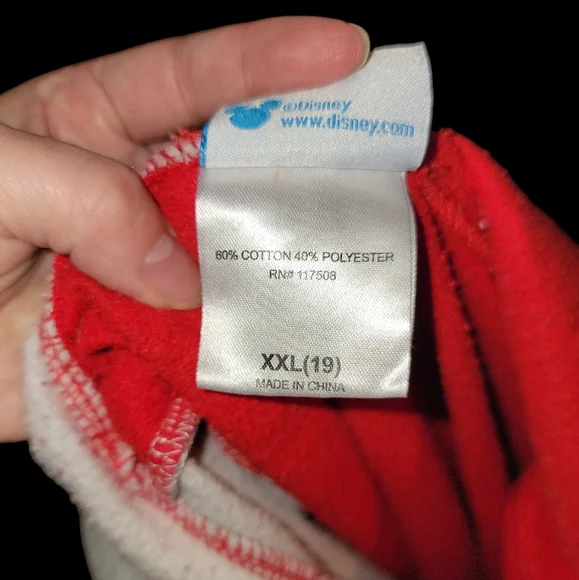 ©Disney
www.disney.com
60% COTTON 40% POLYESTER
RN# 117508
XXL(19)
MADE IN CHINA